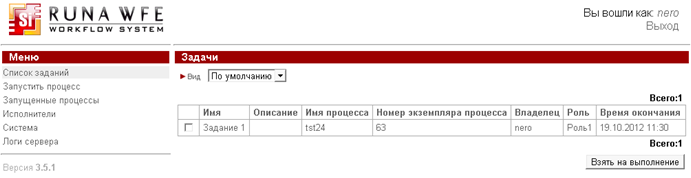 RUNA WFE
WORKFLOW SYSTEM
Вы вошли как: nero
Выход
Меню
Список заданий
Запустить процесс
Запущенные процессы
Исполнители
Система
Логи сервера
Версия 3.5.1
Задачи
Вид По умолчанию
Всего:1
Имя Описание Имя процесса Номер экземпляра процесса Владелец Роль Время окончания
Задание 1 tst24 63 nero Роль1 19.10.2012 11:30
Всего:1
Взять на выполнение